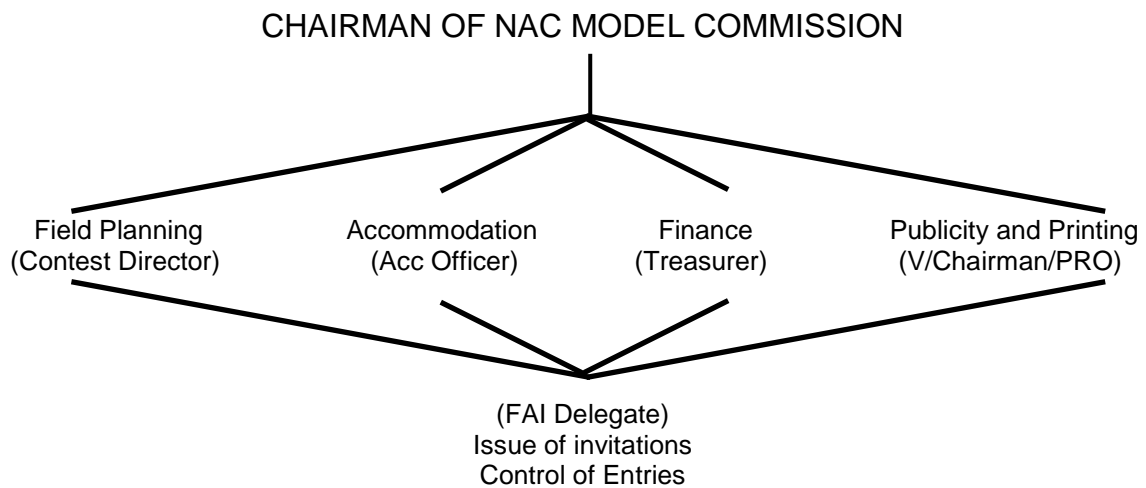 CHAIRMAN OF NAC MODEL COMMISSION
Field Planning
(Contest Director)
Accommodation
(Acc Officer)
Finance
(Treasurer)
Publicity and Printing
(V/Chairman/PRO)
(FAI Delegate)
Issue of invitations
Control of Entries